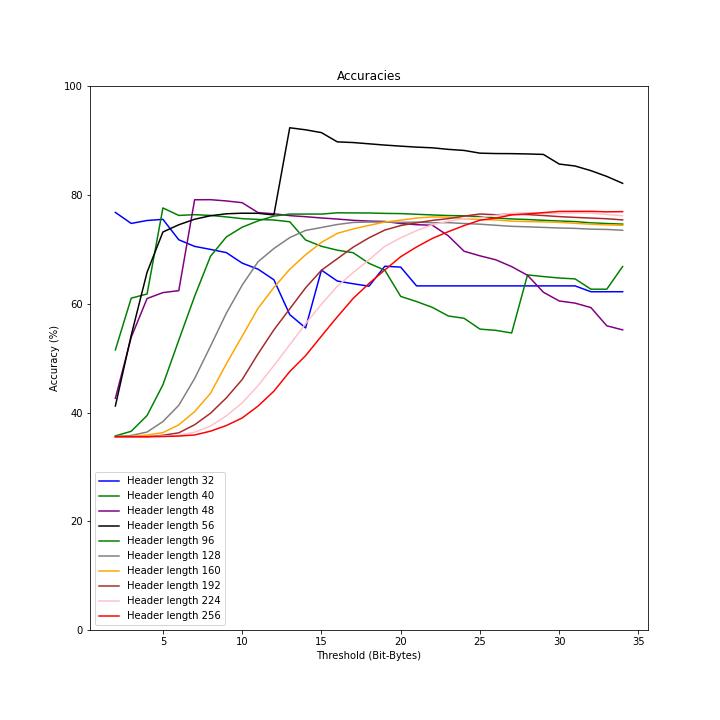 Accuracies
100
80
60
40
20
0
Accuracy (%)
Header length 32
Header length 40
Header length 48
Header length 56
Header length 96
Header length 128
Header length 160
Header length 192
Header length 224
Header length 256
5 10 15 20 25 30 35
Threshold (Bit-Bytes)